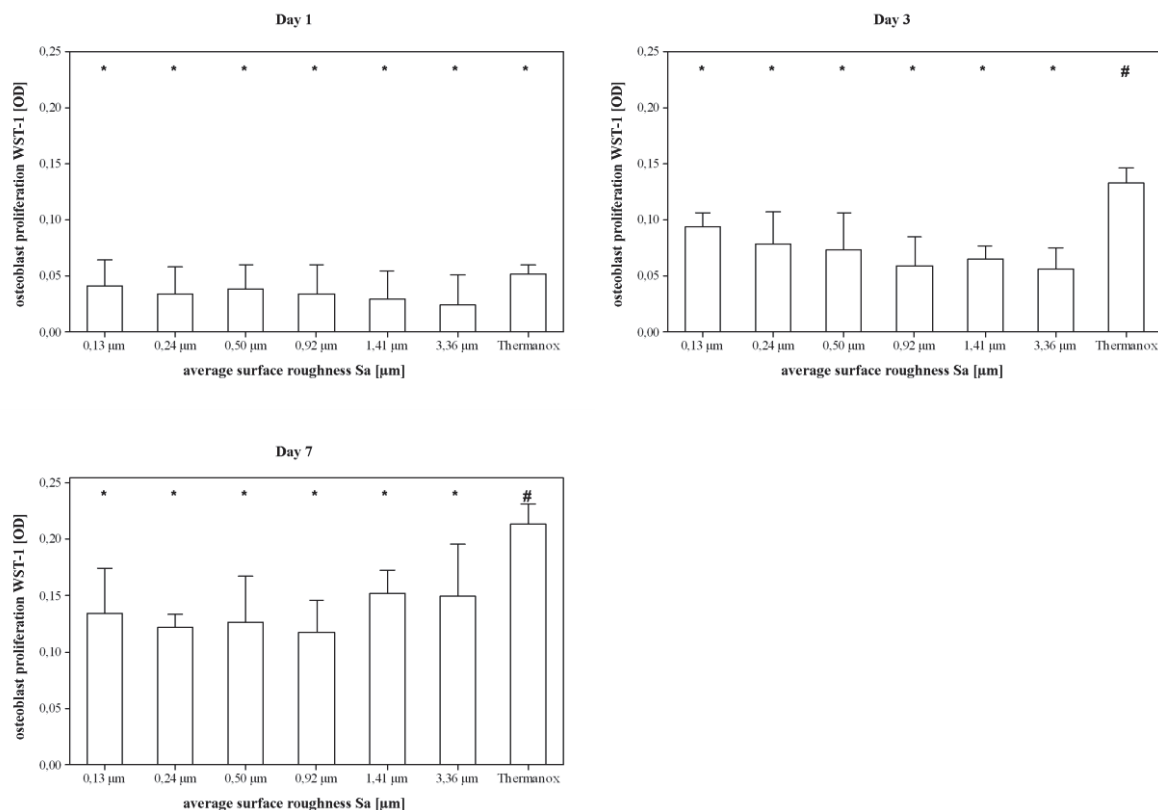 Day 1
osteoblast proliferation WST-1 [OD]
0,25
0,20
0,15
0,10
0,05
0,00
* * * * * * *
0,13 µm 0,24 µm 0,50 µm 0,92 µm 1,41 µm 3,36 µm Thermanox
average surface roughness Sa [µm]
Day 3
osteoblast proliferation WST-1 [OD]
0,25
0,20
0,15
0,10
0,05
0,00
* * * * * * #
0,13 µm 0,24 µm 0,50 µm 0,92 µm 1,41 µm 3,36 µm Thermanox
average surface roughness Sa [µm]
Day 7
osteoblast proliferation WST-1 [OD]
0,25
0,20
0,15
0,10
0,05
0,00
* * * * * * #
0,13 µm 0,24 µm 0,50 µm 0,92 µm 1,41 µm 3,36 µm Thermanox
average surface roughness Sa [µm]